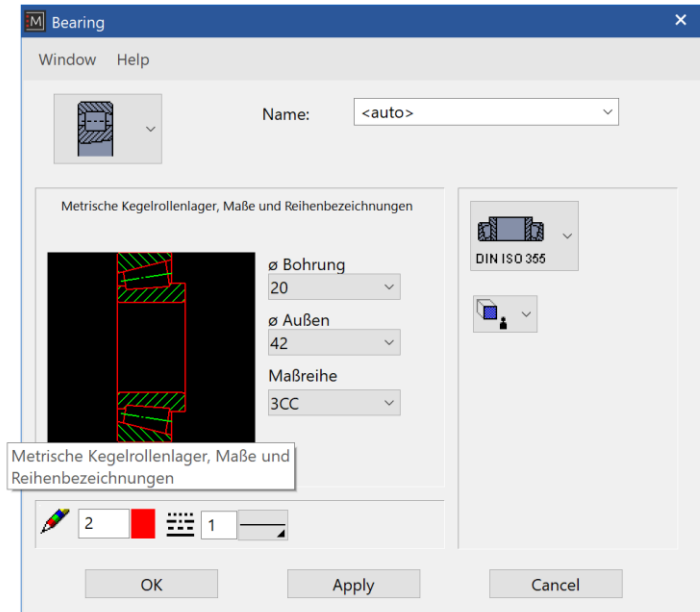 M Bearing
Window Help
Name: <auto>
Metrische Kegelrollenlager, Maße und Reihenbezeichnungen
DIN ISO 355
ø Bohrung
20
ø Außen
42
Maßreihe
3CC
Metrische Kegelrollenlager, Maße und
Reihenbezeichnungen
2 1
OK Apply Cancel